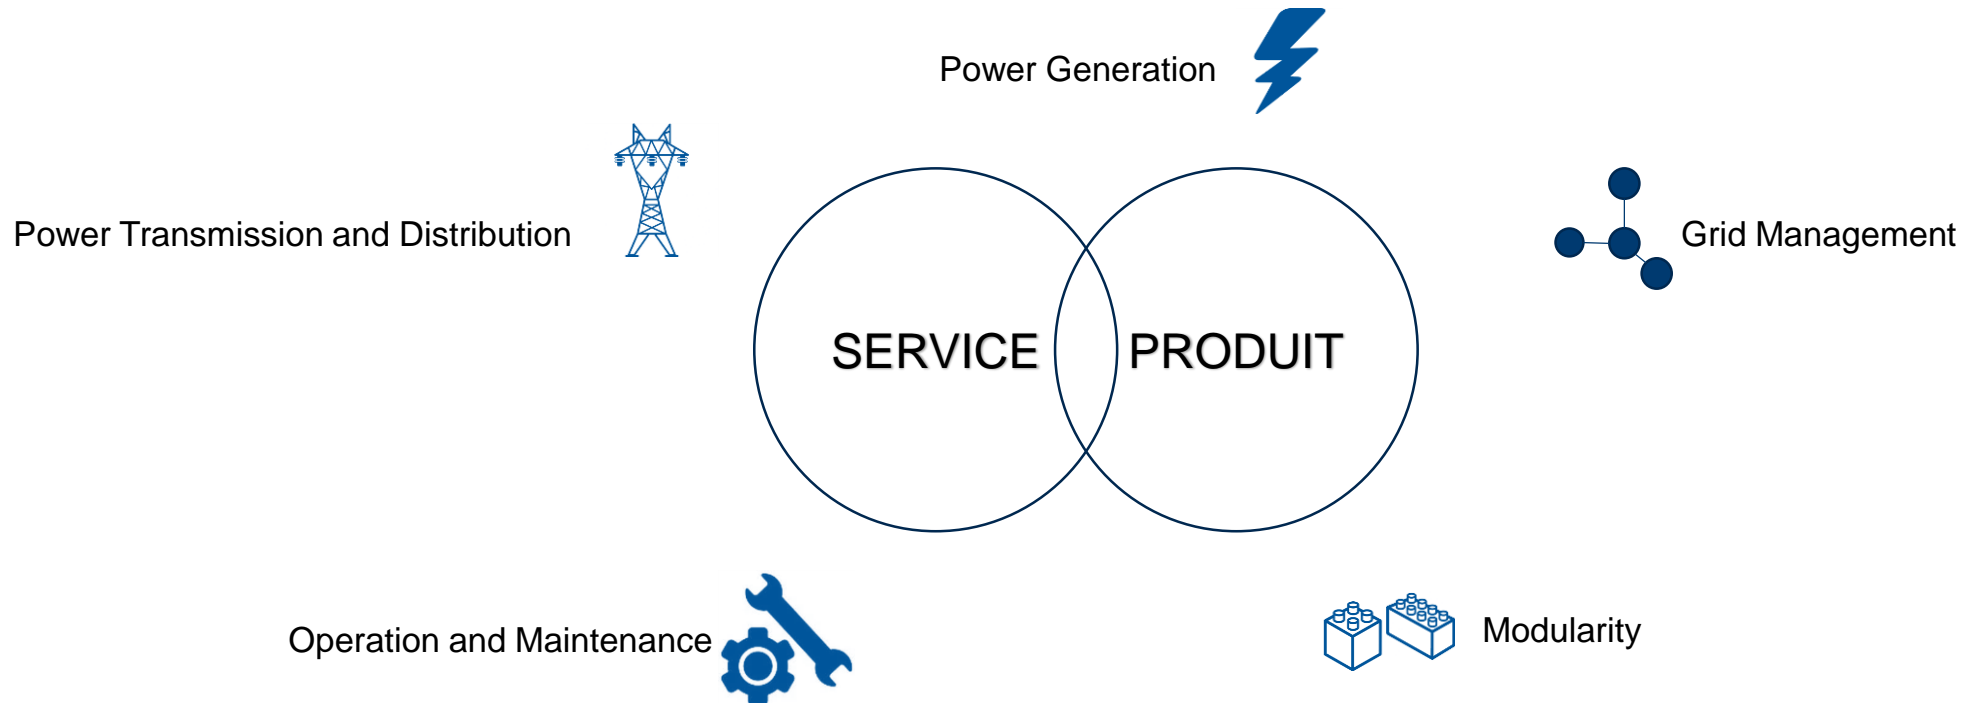 Power Generation
Power Transmission and Distribution
Grid Management
SERVICE
PRODUIT
Operation and Maintenance
Modularity